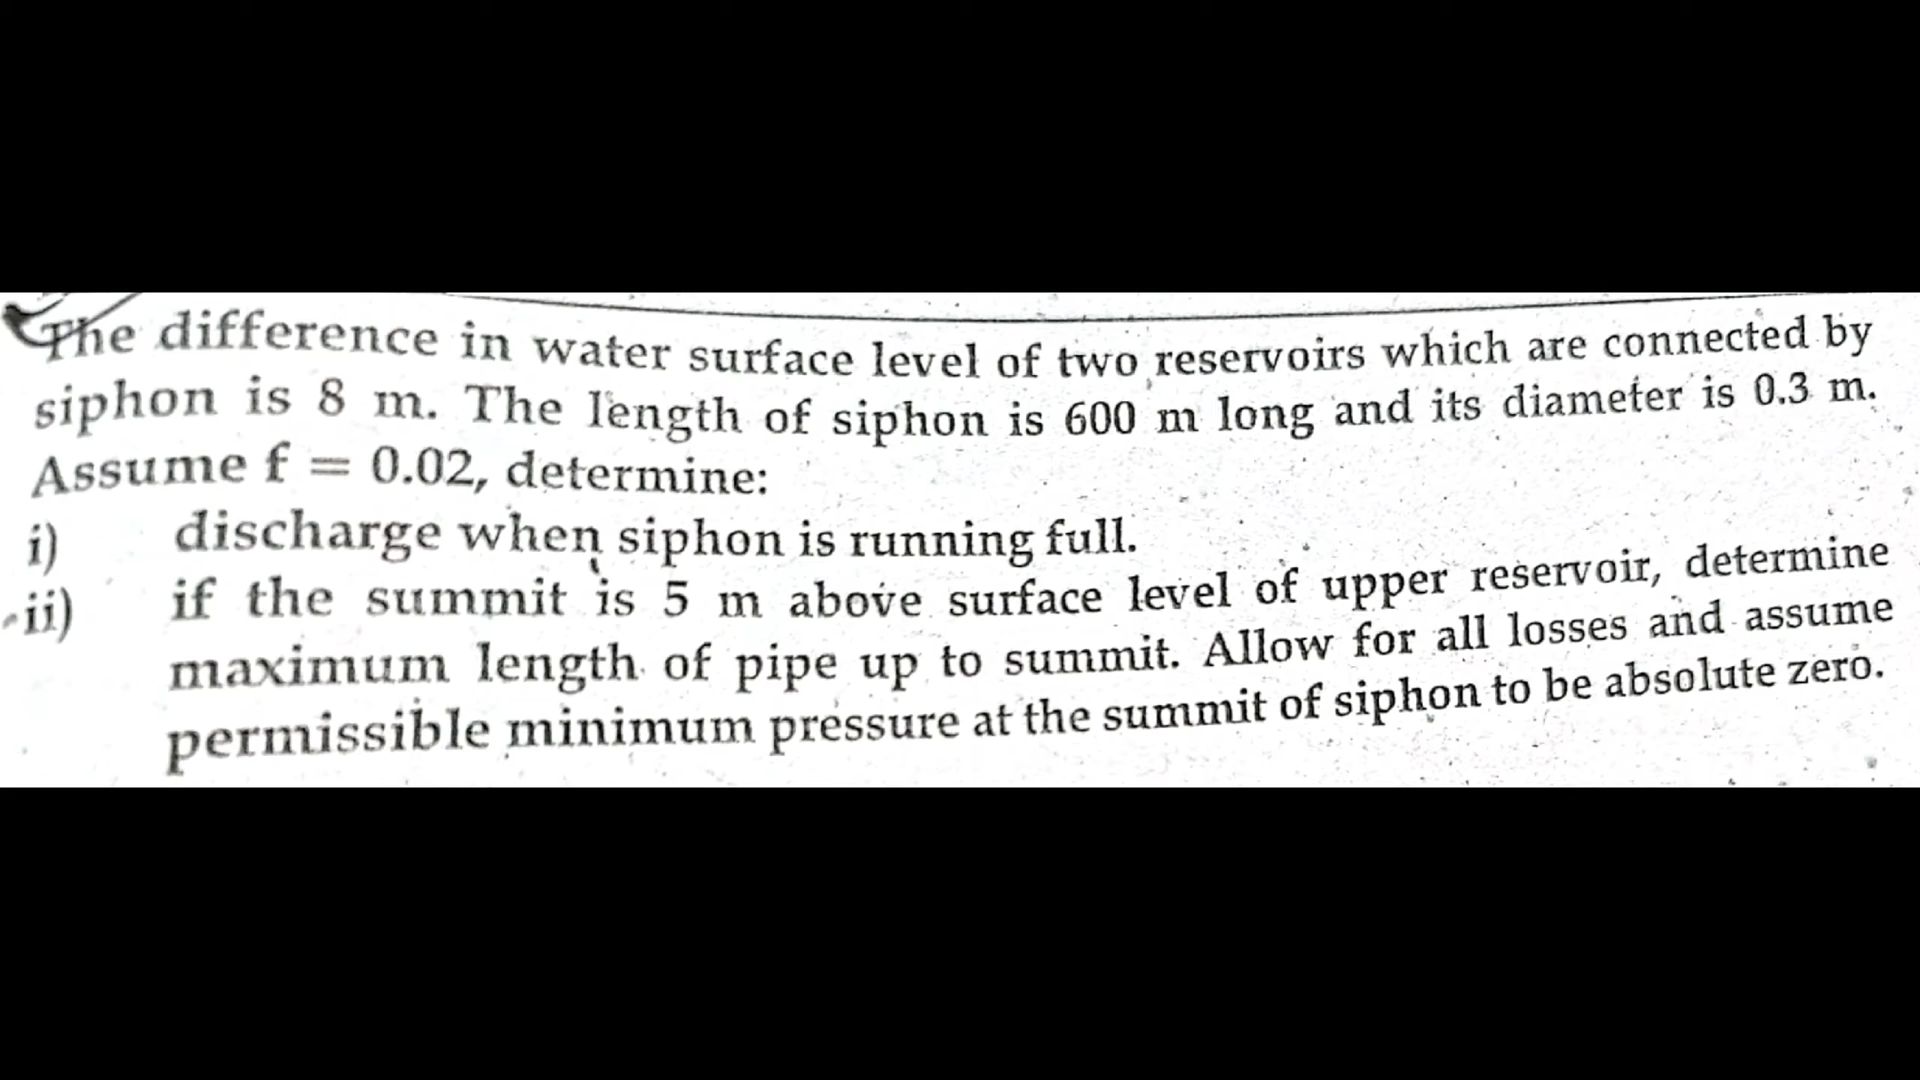 The difference in water surface level of two reservoirs which are connected by
siphon is 8 m. The length of siphon is 600 m long and its diameter is 0.3 m.
Assume f = 0.02, determine:
i) discharge when siphon is running full.
ii) if the summit is 5 m above surface level of upper reservoir, determine
maximum length of pipe up to summit. Allow for all losses and assume
permissible minimum pressure at the summit of siphon to be absolute zero.